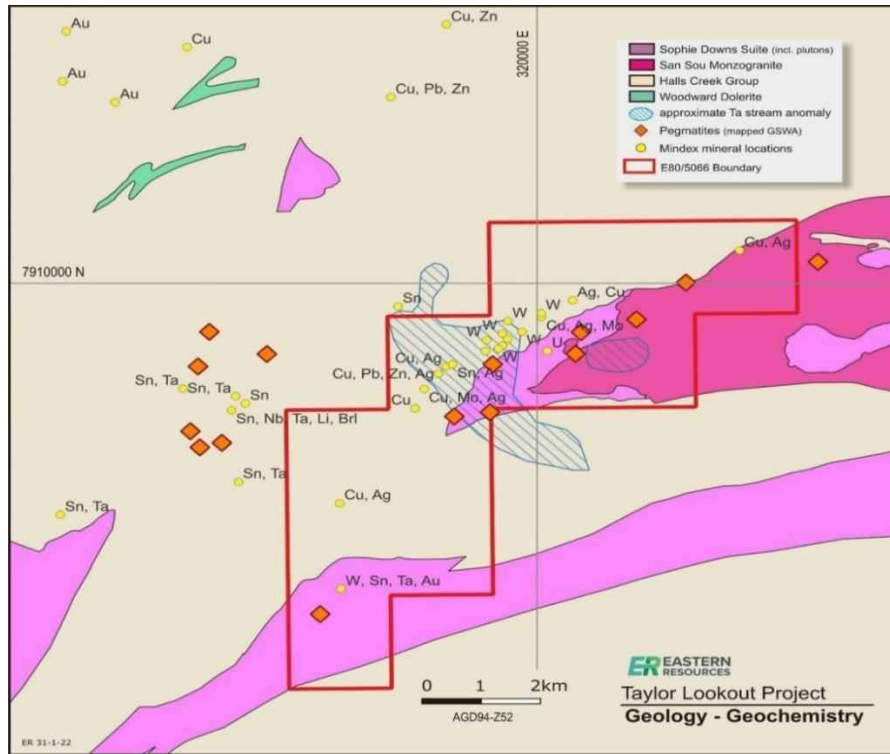 Au
Cu
Cu, Zn
Au
Au
Cu, Pb, Zn
320000 E
Sophie Downs Suite (incl. plutons)
San Sou Monzogranite
Halls Creek Group
Woodward Dolerite
approximate Ta stream anomaly
Pegmatites (mapped GSWA)
Mindex mineral locations
E80/5066 Boundary
7910000 N
Cu, Ag
Sn
Ag, Cu
W
W
W
W
W
W
Cu, Ag, Mo
U
Cu, Ag
Cu, Pb, Zn, Ag
Sn, Ag
Sn, Ta
Sn, Ta
Sn
Cu, Mo, Ag
Cu
Sn, Nb, Ta, Li, Brl
Sn, Ta
Cu, Ag
Sn, Ta
W, Sn, Ta, Au
ER EASTERN
RESOURCES
0 1 2km
AGD94-Z52
Taylor Lookout Project
Geology - Geochemistry
ER 31-1-22